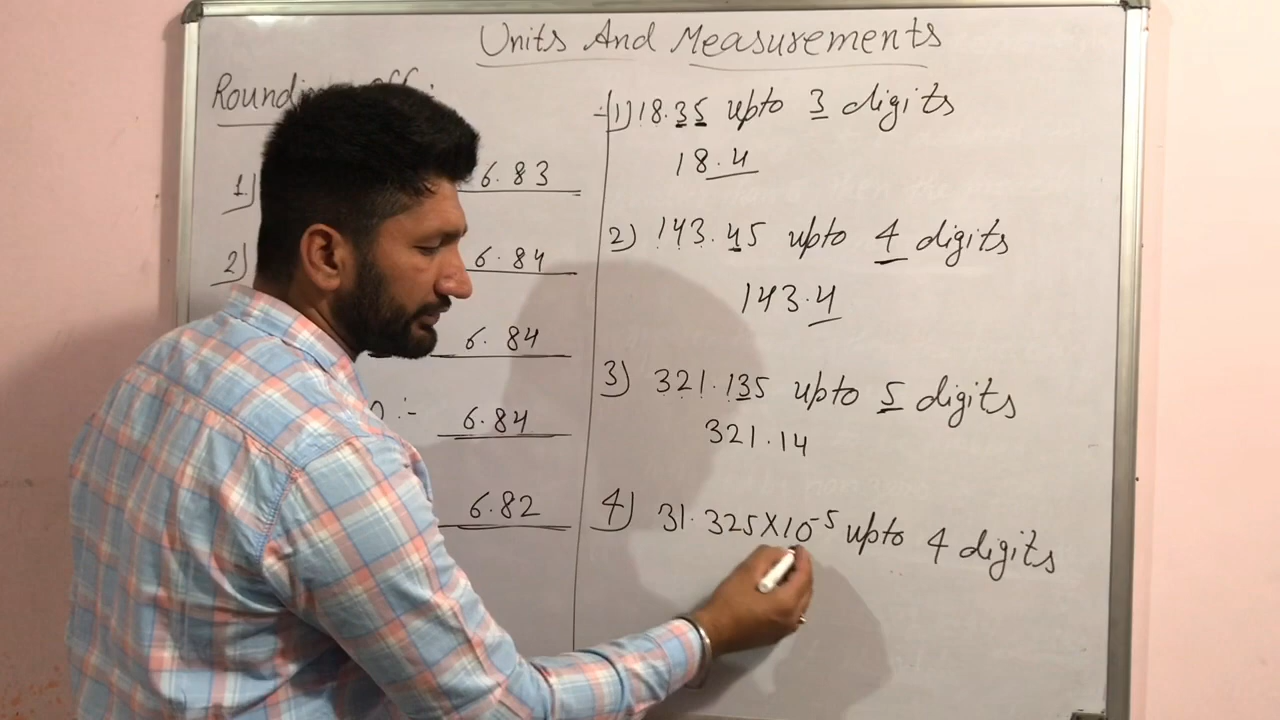 Units And Measurements
1) 6.83
2) 6.84
6.84
:- 6.84
6.82
(1) 18.35 upto 3 digits
18.4
2) 143.45 upto 4 digits
143.4
3) 321.135 upto 5 digits
321.14
4) 31.325X10⁻⁵ upto 4 digits